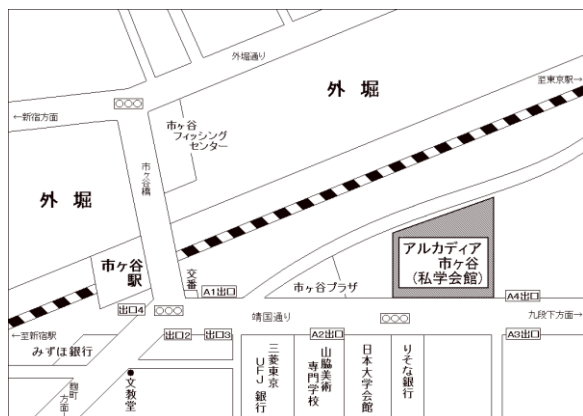 外堀通り
至東京駅→
外 堀
←新宿方面
市ヶ谷
フィッシング
センター
市ヶ谷橋
外 堀
アルカディア
市ヶ谷
(私学会館)
市ヶ谷
駅
交番
A1出口
市ヶ谷プラザ
A4出口
出口4
靖国通り
九段下方面→
←至新宿駅
出口2
出口3
A2出口
A3出口
みずほ銀行
三菱東京
UFJ 銀行
山脇美術
専門学校
日本大学会館
りそな銀行
麹町
方面
文教堂